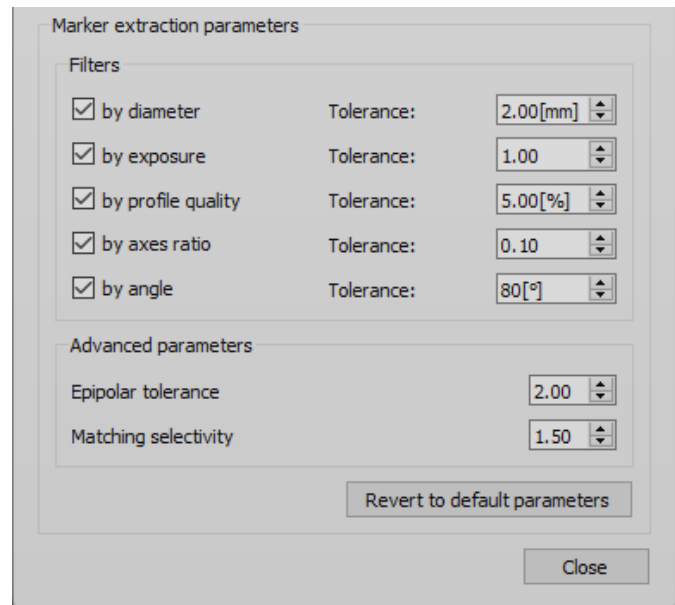 Marker extraction parameters
Filters
by diameter Tolerance: 2.00[mm]
by exposure Tolerance: 1.00
by profile quality Tolerance: 5.00[%]
by axes ratio Tolerance: 0.10
by angle Tolerance: 80[°]
Advanced parameters
Epipolar tolerance 2.00
Matching selectivity 1.50
Revert to default parameters
Close